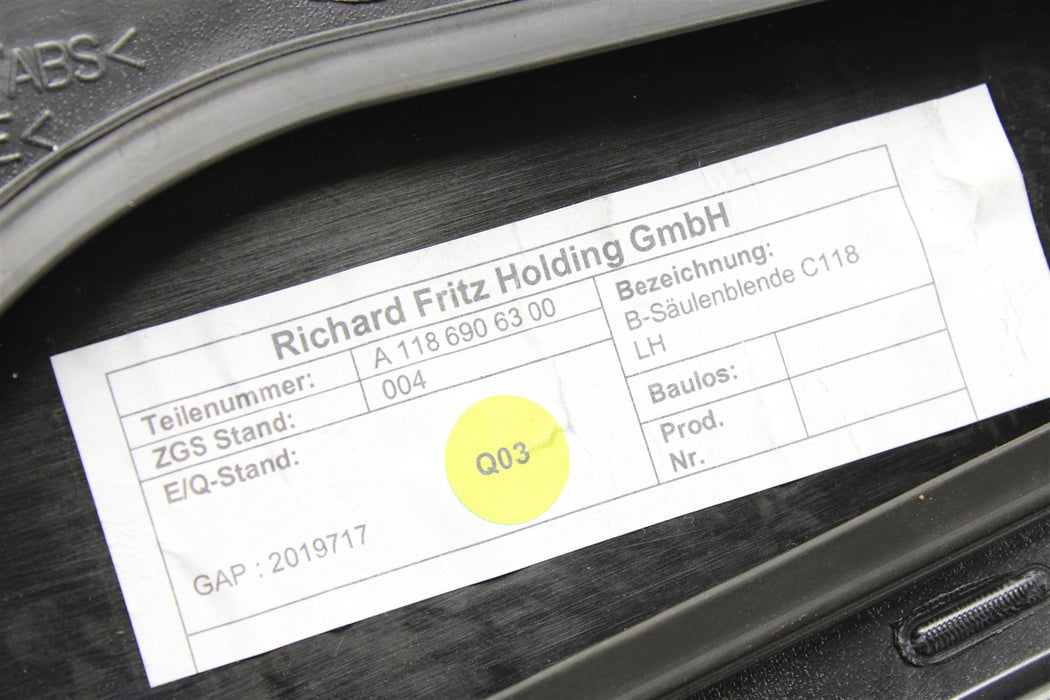 ABS<
E<
Richard Fritz Holding GmbH
Teilenummer: A 118 690 63 00
ZGS Stand: 004
E/Q-Stand:
Q03
GAP : 2019717
Bezeichnung:
B-Säulenblende C118
LH
Baulos:
Prod.
Nr.